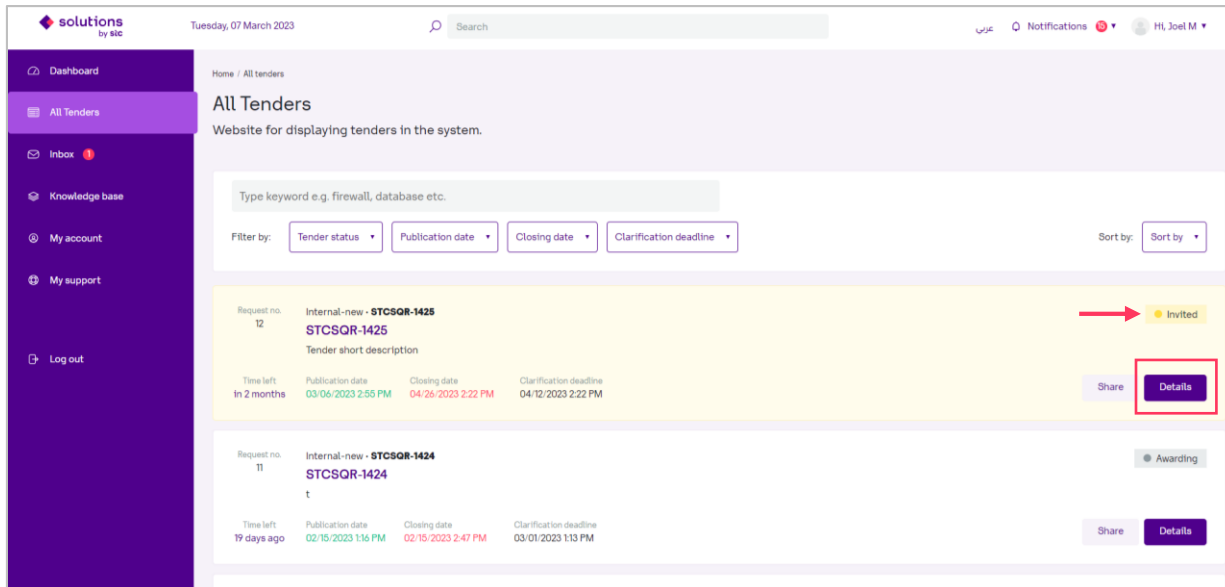 solutions
by stc
Tuesday, 07 March 2023
Search
عربي
Notifications 15
Hi, Joel M
Dashboard
All Tenders
Inbox 1
Knowledge base
My account
My support
Log out
Home / All tenders
All Tenders
Website for displaying tenders in the system.
Type keyword e.g. firewall, database etc.
Filter by:
Tender status
Publication date
Closing date
Clarification deadline
Sort by:
Sort by
Request no.
12
Internal-new - STCSQR-1425
STCSQR-1425
Tender short description
Invited
Time left
in 2 months
Publication date
03/06/2023 2:55 PM
Closing date
04/26/2023 2:22 PM
Clarification deadline
04/12/2023 2:22 PM
Share
Details
Request no.
11
Internal-new - STCSQR-1424
STCSQR-1424
t
Awarding
Time left
19 days ago
Publication date
02/15/2023 1:16 PM
Closing date
02/15/2023 2:47 PM
Clarification deadline
03/01/2023 1:13 PM
Share
Details